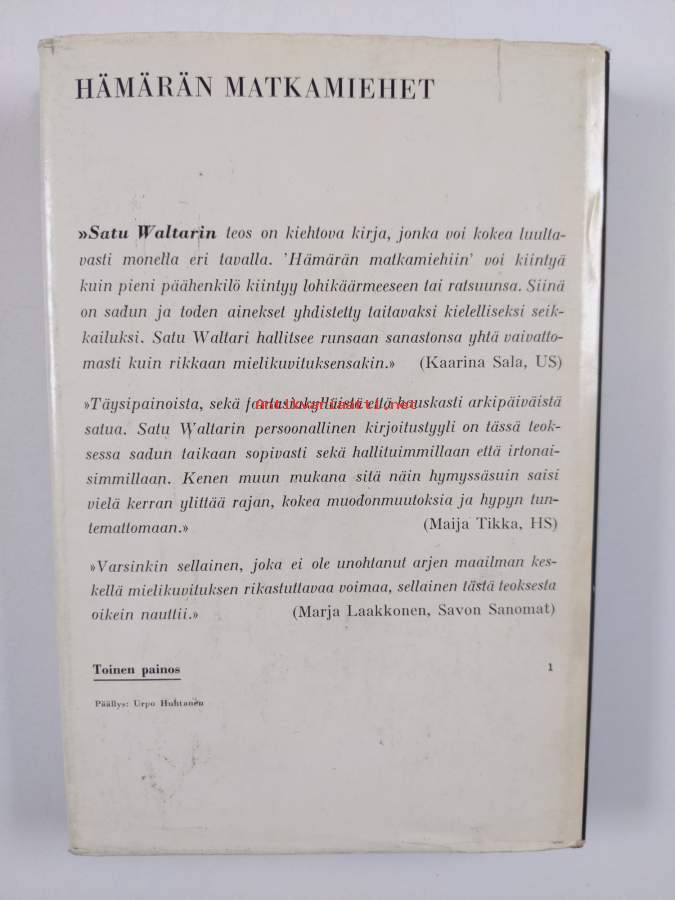 HÄMÄRÄN MATKAMIEHET
»Satu Waltarin teos on kiehtova kirja, jonka voi kokea luulta-
vasti monella eri tavalla. 'Hämärän matkamiehiin' voi kiintyä
kuin pieni päähenkilö kiintyy lohikäärmeeseen tai ratsuunsa. Siinä
on sadun ja toden ainekset yhdistetty taitavaksi kielelliseksi seik-
kailuksi. Satu Waltari hallitsee runsaan sanastonsa yhtä vaivatto-
masti kuin rikkaan mielikuvituksensakin.» (Kaarina Sala, US)
»Täysipainoista, sekä fantasiakylläistä että hauskasti arkipäiväistä
satua. Satu Waltarin persoonallinen kirjoitustyyli on tässä teok-
sessa sadun taikaan sopivasti sekä hallituimmillaan että irtonai-
simmillaan. Kenen muun mukana sitä näin hymyssäsuin saisi
vielä kerran ylittää rajan, kokea muodonmuutoksia ja hypyn tun-
temattomaan.» (Maija Tikka, HS)
»Varsinkin sellainen, joka ei ole unohtanut arjen maailman kes-
kellä mielikuvituksen rikastuttavaa voimaa, sellainen tästä teoksesta
oikein nauttii.» (Marja Laakkonen, Savon Sanomat)
Toinen painos 1
Päällys: Urpo Huhtanen